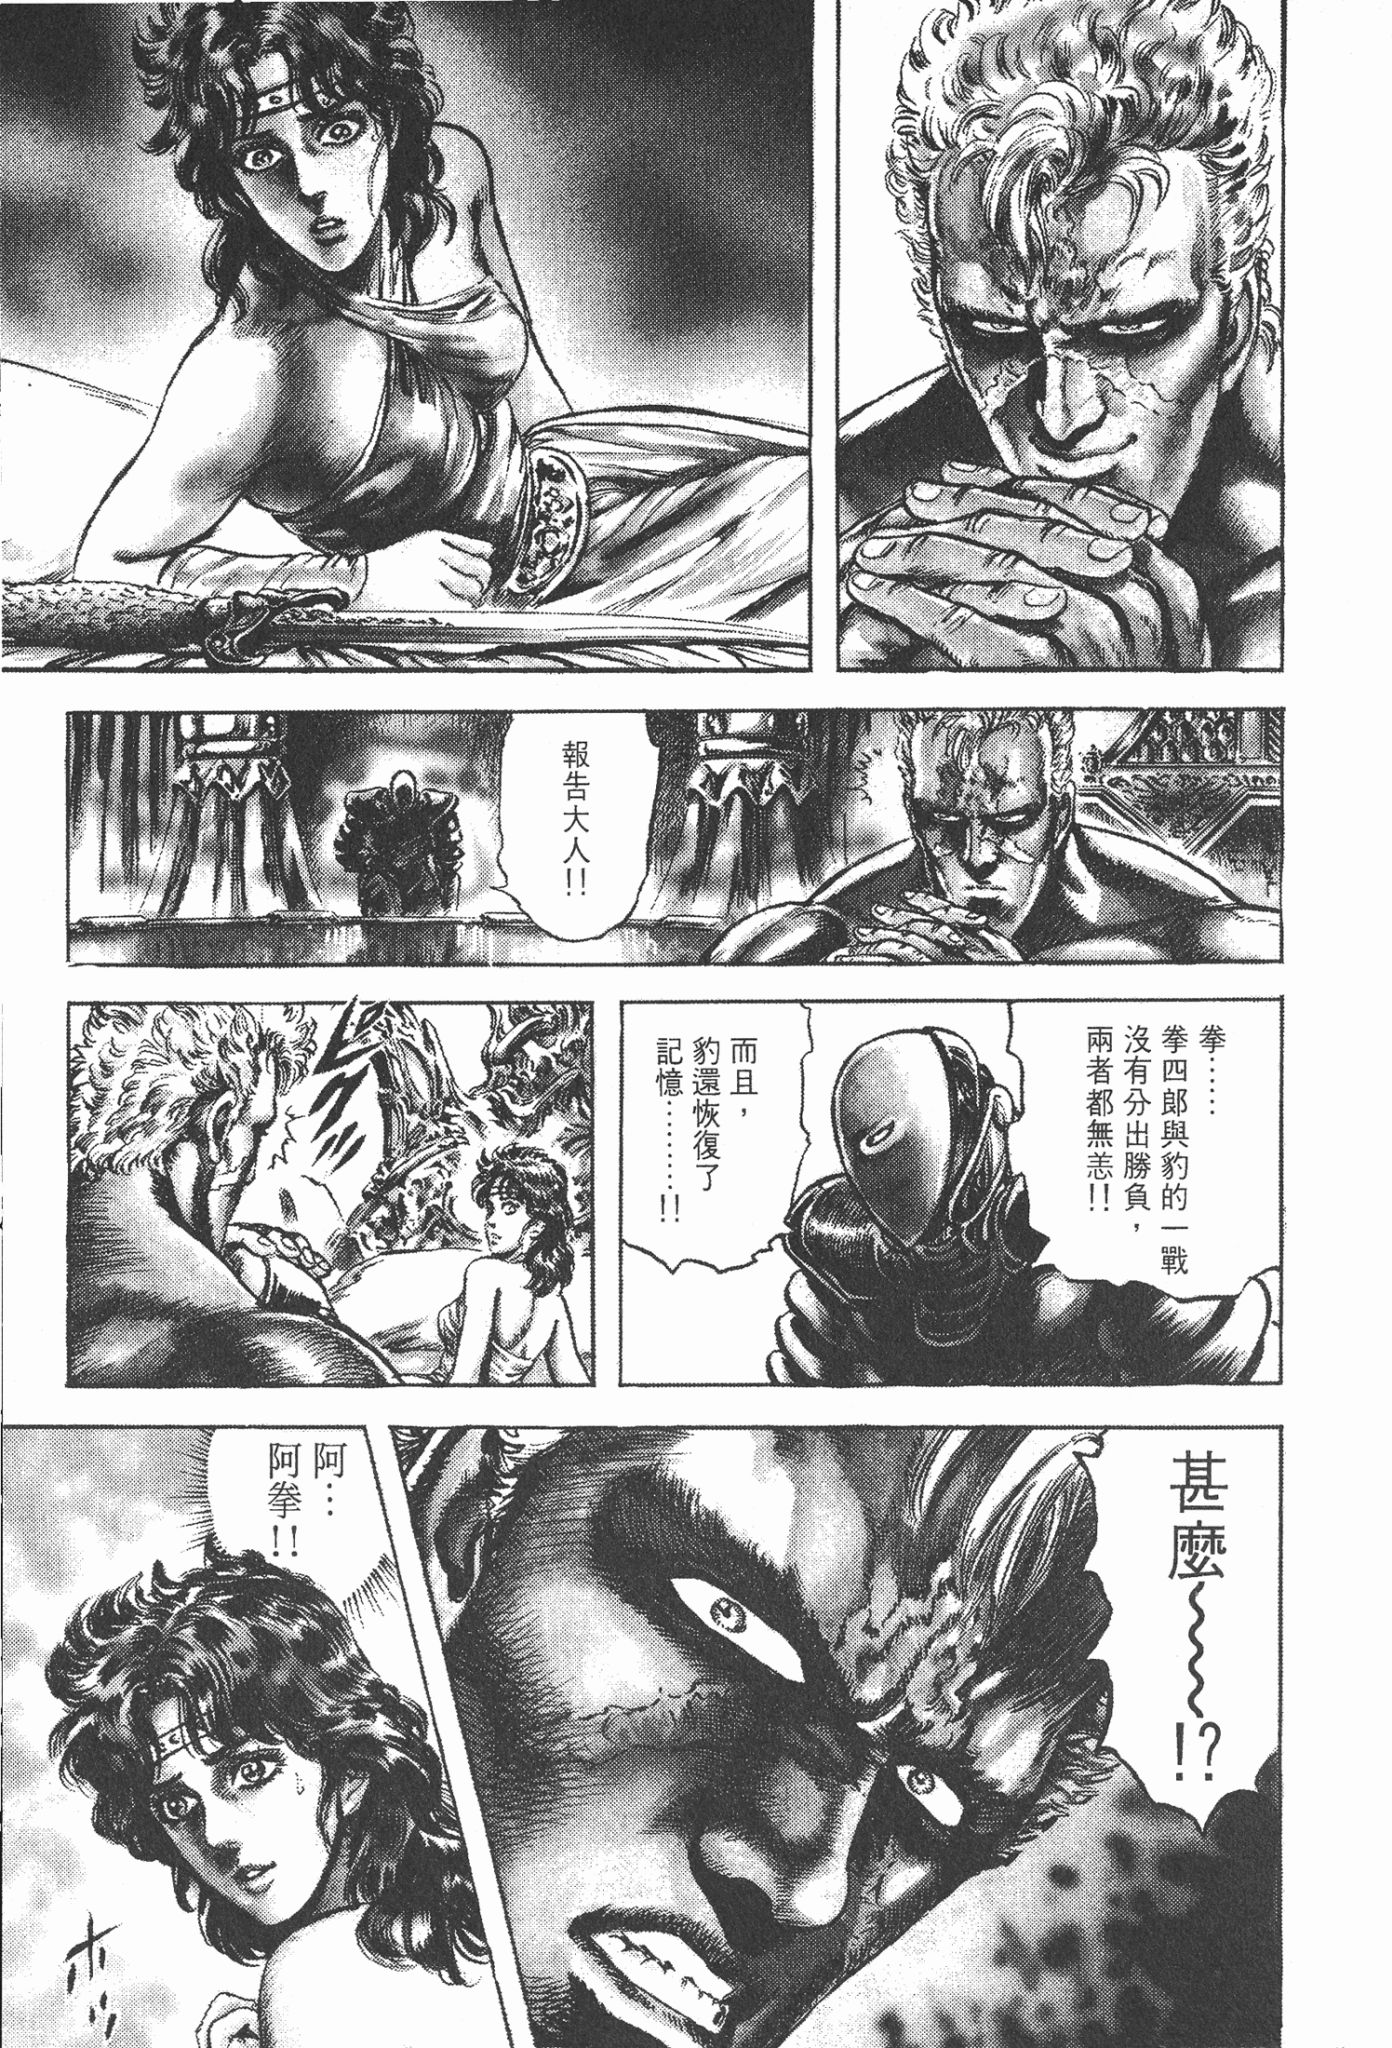 報告大人!!
拳……
拳四郎與豹的一戰
沒有分出勝負，
兩者都無恙!!
而且，
豹還恢復了
記憶………!!
甚麼~~~!?
阿…
阿拳!!
ホッ